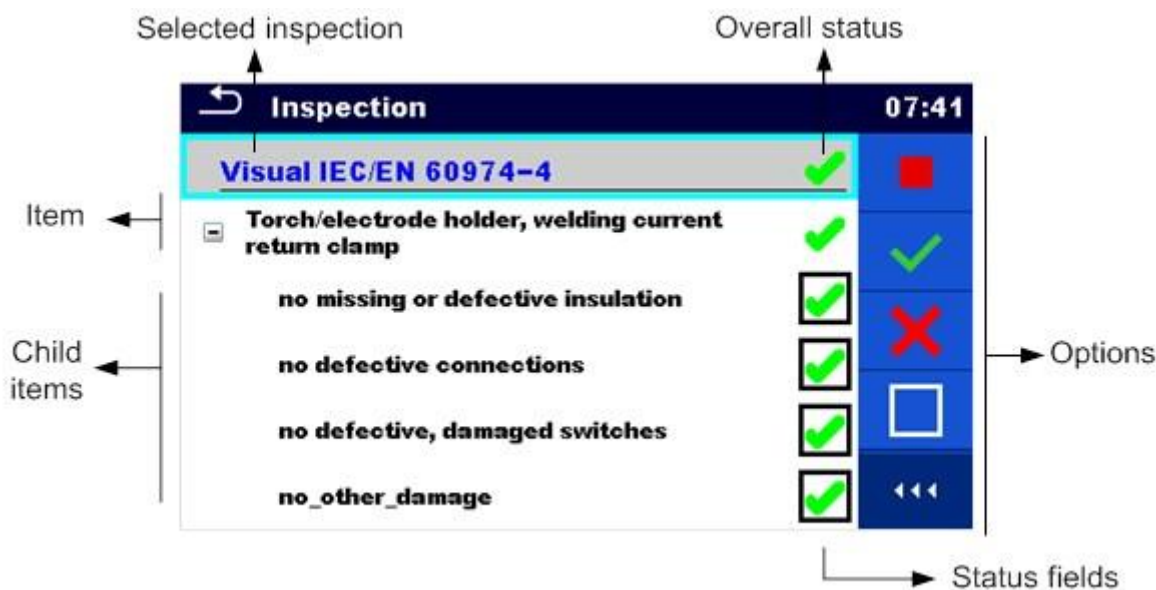 Selected inspection
Overall status
Inspection
07:41
Visual IEC/EN 60974-4
Item
Torch/electrode holder, welding current
return clamp
no missing or defective insulation
Child
items
no defective connections
Options
no defective, damaged switches
no_other_damage
Status fields